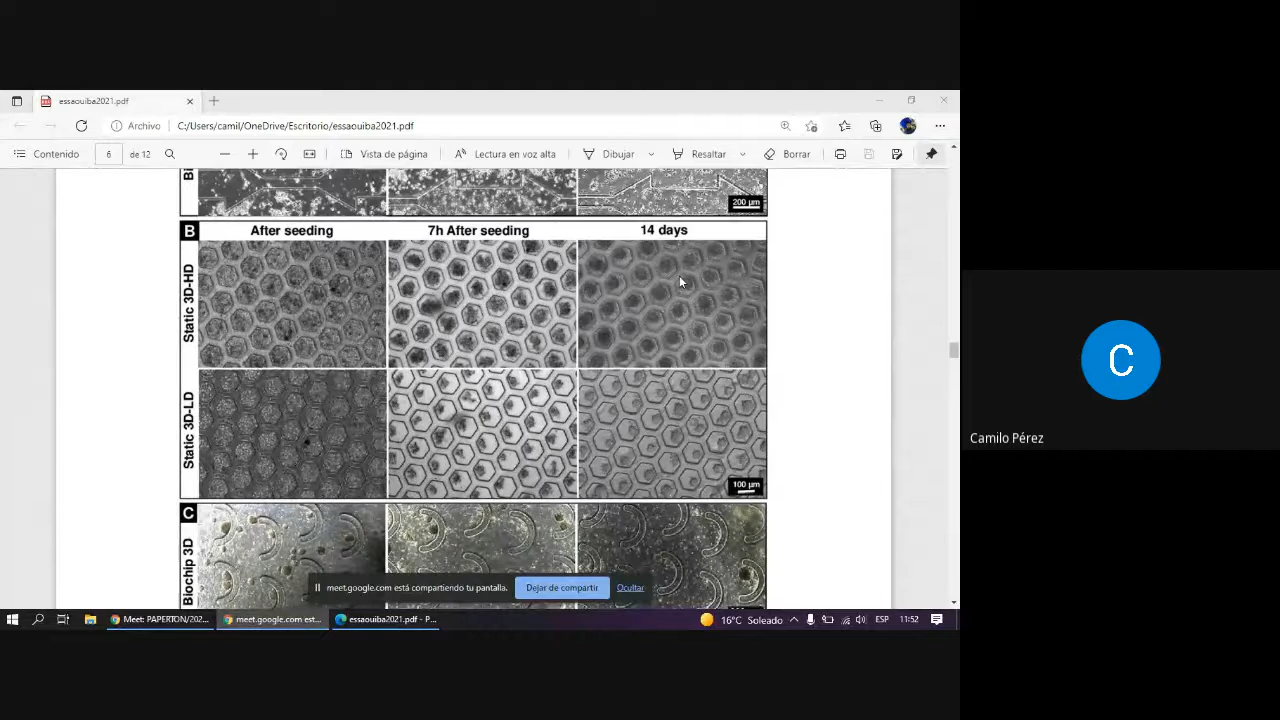 essaouiba2021.pdf
Archivo C:/Users/camil/OneDrive/Escritorio/essaouiba2021.pdf
Contenido 6 de 12 Vista de página Lectura en voz alta Dibujar Resaltar Borrar
200 µm
B After seeding 7h After seeding 14 days
Static 3D-HD
Static 3D-LD
100 µm
C
Biochip 3D
meet.google.com está compartiendo tu pantalla. Dejar de compartir Ocultar
Meet: PAPERTON/202... meet.google.com est... essaouiba2021.pdf - P... 16°C Soleado ESP 11:52
C
Camilo Pérez